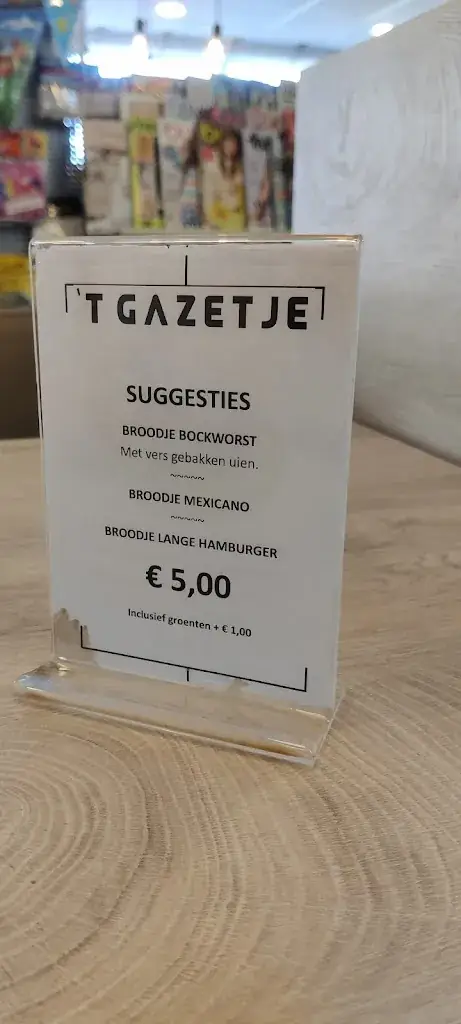 'T GAZETJE
SUGGESTIES
BROODJE BOCKWORST
Met vers gebakken uien.
~~~~~
BROODJE MEXICANO
~~~~~
BROODJE LANGE HAMBURGER
€ 5,00
Inclusief groenten + € 1,00